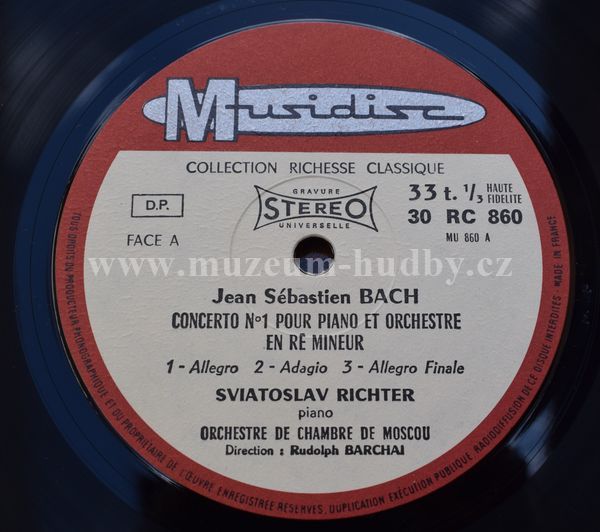 Musidisc
COLLECTION RICHESSE CLASSIQUE
D.P.
GRAVURE
STEREO
UNIVERSELLE
33 t. 1/3 HAUTE FIDELITE
30 RC 860
FACE A
MU 860 A
www.muzeum-hudby.cz
Jean Sébastien BACH
CONCERTO Nº1 POUR PIANO ET ORCHESTRE
EN RÉ MINEUR
1 - Allegro 2 - Adagio 3 - Allegro Finale
SVIATOSLAV RICHTER
piano
ORCHESTRE DE CHAMBRE DE MOSCOU
Direction : Rudolph BARCHAI
TOUS DROITS DU PRODUCTEUR PHONOGRAPHIQUE ET DU PROPRIÉTAIRE DE L'ŒUVRE ENREGISTRÉE RÉSERVÉS, DUPLICATION EXÉCUTION PUBLIQUE RADIODIFFUSION DE CE DISQUE INTERDITES - MADE IN FRANCE